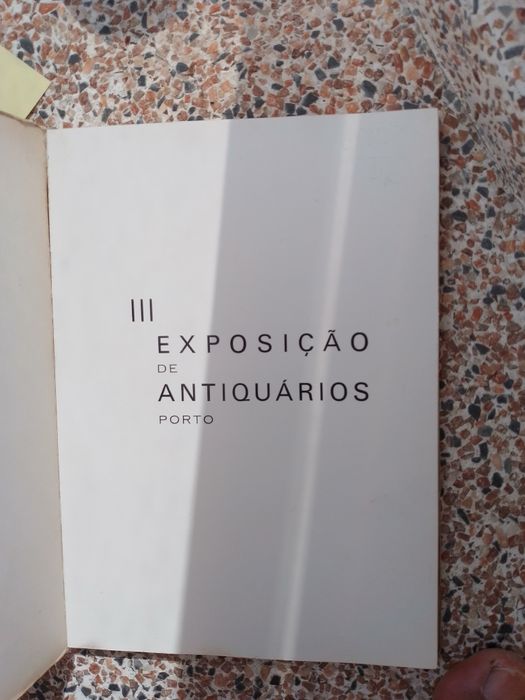 III
EXPOSIÇÃO
DE
ANTIQUÁRIOS
PORTO